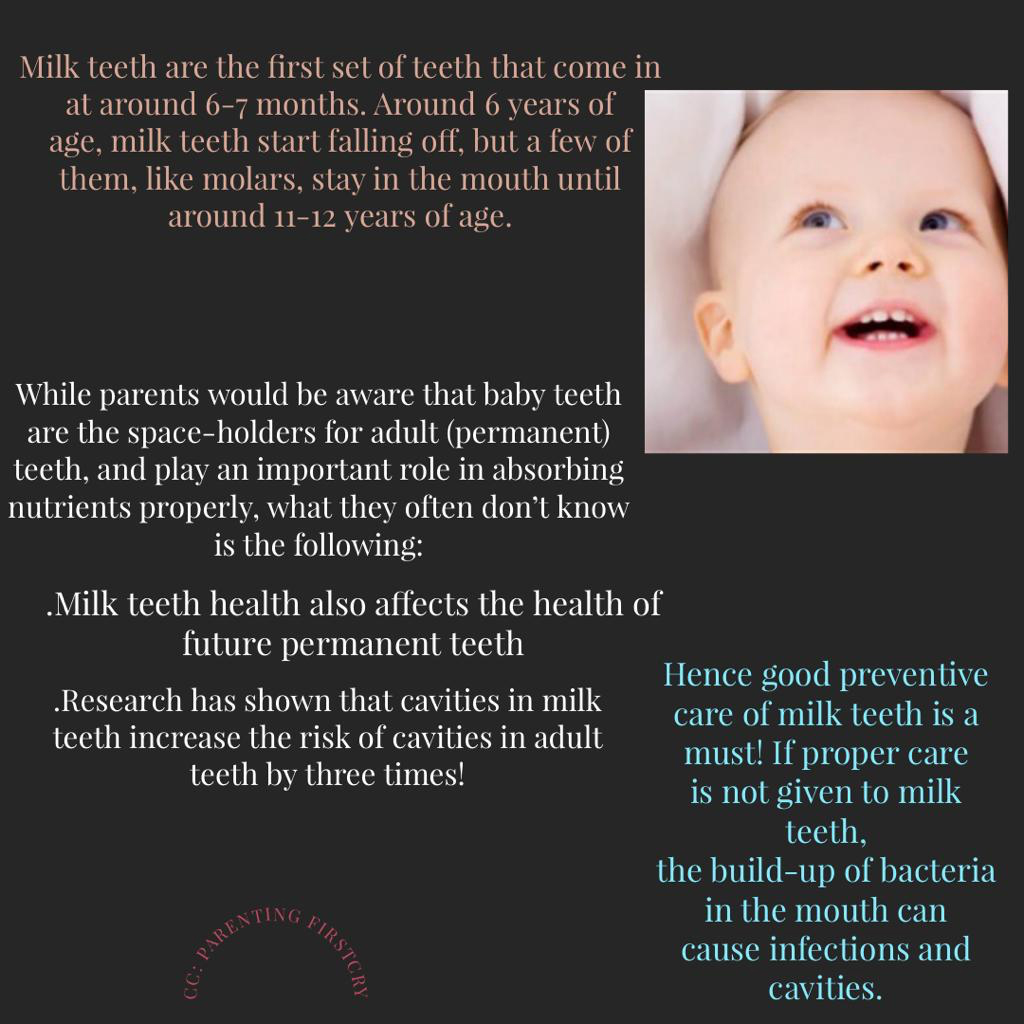 Milk teeth are the first set of teeth that come in
at around 6-7 months. Around 6 years of
age, milk teeth start falling off, but a few of
them, like molars, stay in the mouth until
around 11-12 years of age.
While parents would be aware that baby teeth
are the space-holders for adult (permanent)
teeth, and play an important role in absorbing
nutrients properly, what they often don’t know
is the following:
.Milk teeth health also affects the health of
future permanent teeth
.Research has shown that cavities in milk
teeth increase the risk of cavities in adult
teeth by three times!
Hence good preventive
care of milk teeth is a
must! If proper care
is not given to milk
teeth,
the build-up of bacteria
in the mouth can
cause infections and
cavities.
CC: PARENTING FIRSTCRY